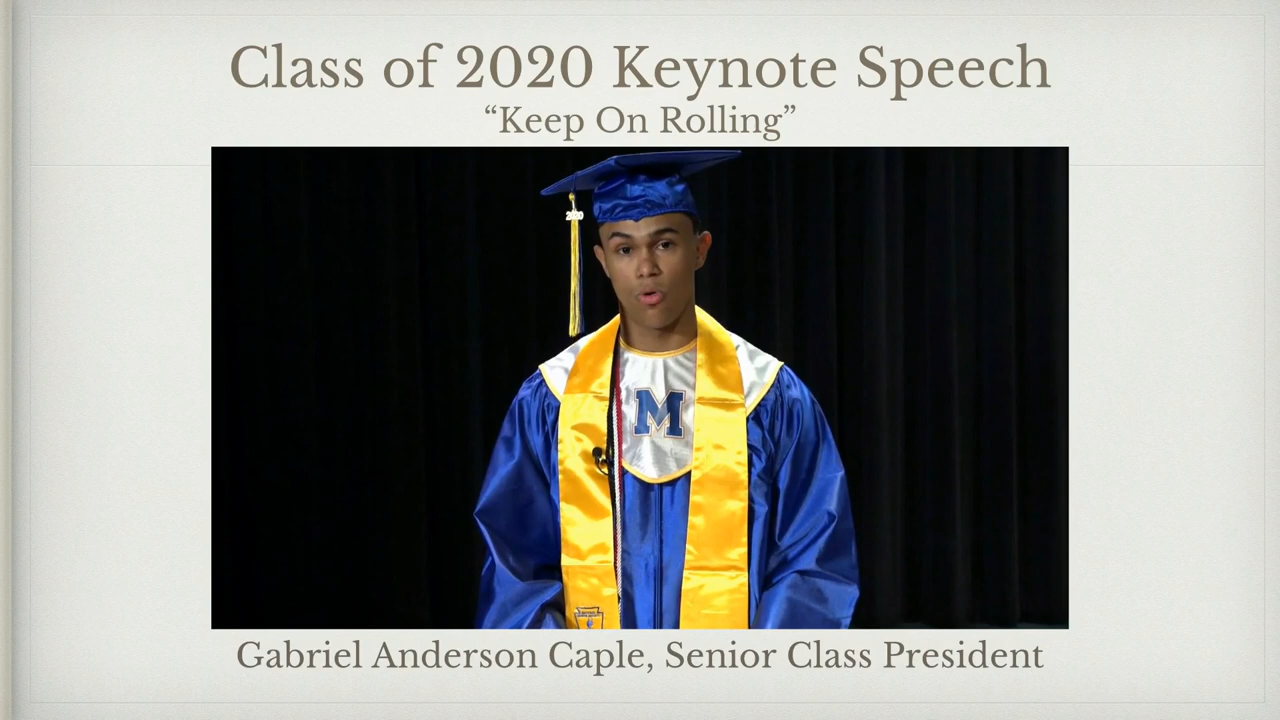 Class of 2020 Keynote Speech
“Keep On Rolling”
2020
M
Gabriel Anderson Caple, Senior Class President